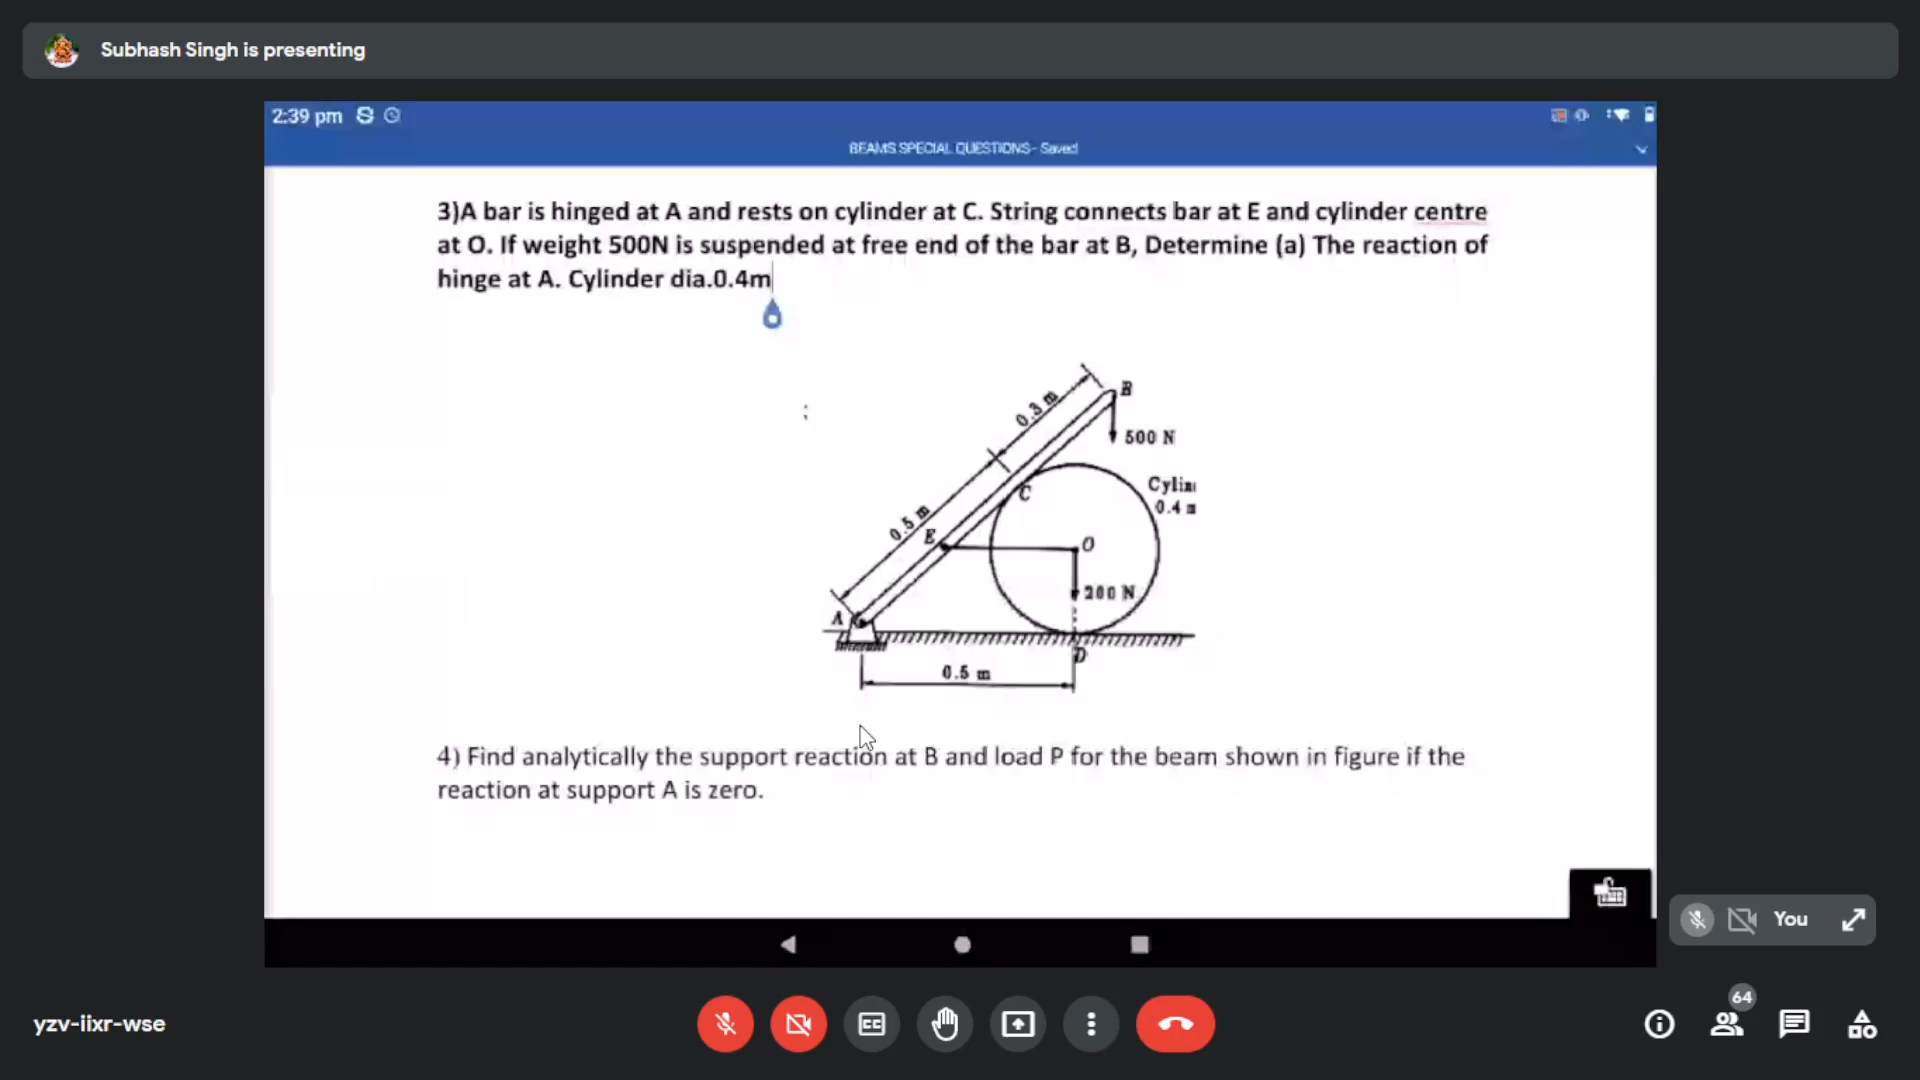 Subhash Singh is presenting
2:39 pm
BEAMS SPECIAL QUESTIONS - Saved
3)A bar is hinged at A and rests on cylinder at C. String connects bar at E and cylinder centre
at O. If weight 500N is suspended at free end of the bar at B, Determine (a) The reaction of
hinge at A. Cylinder dia.0.4m
:
0.3 m
B
500 N
C
Cylin
0.4 m
0.5 m
E
O
200 N
A
D
0.5 m
4) Find analytically the support reaction at B and load P for the beam shown in figure if the
reaction at support A is zero.
You
yzv-iixr-wse
CC
64